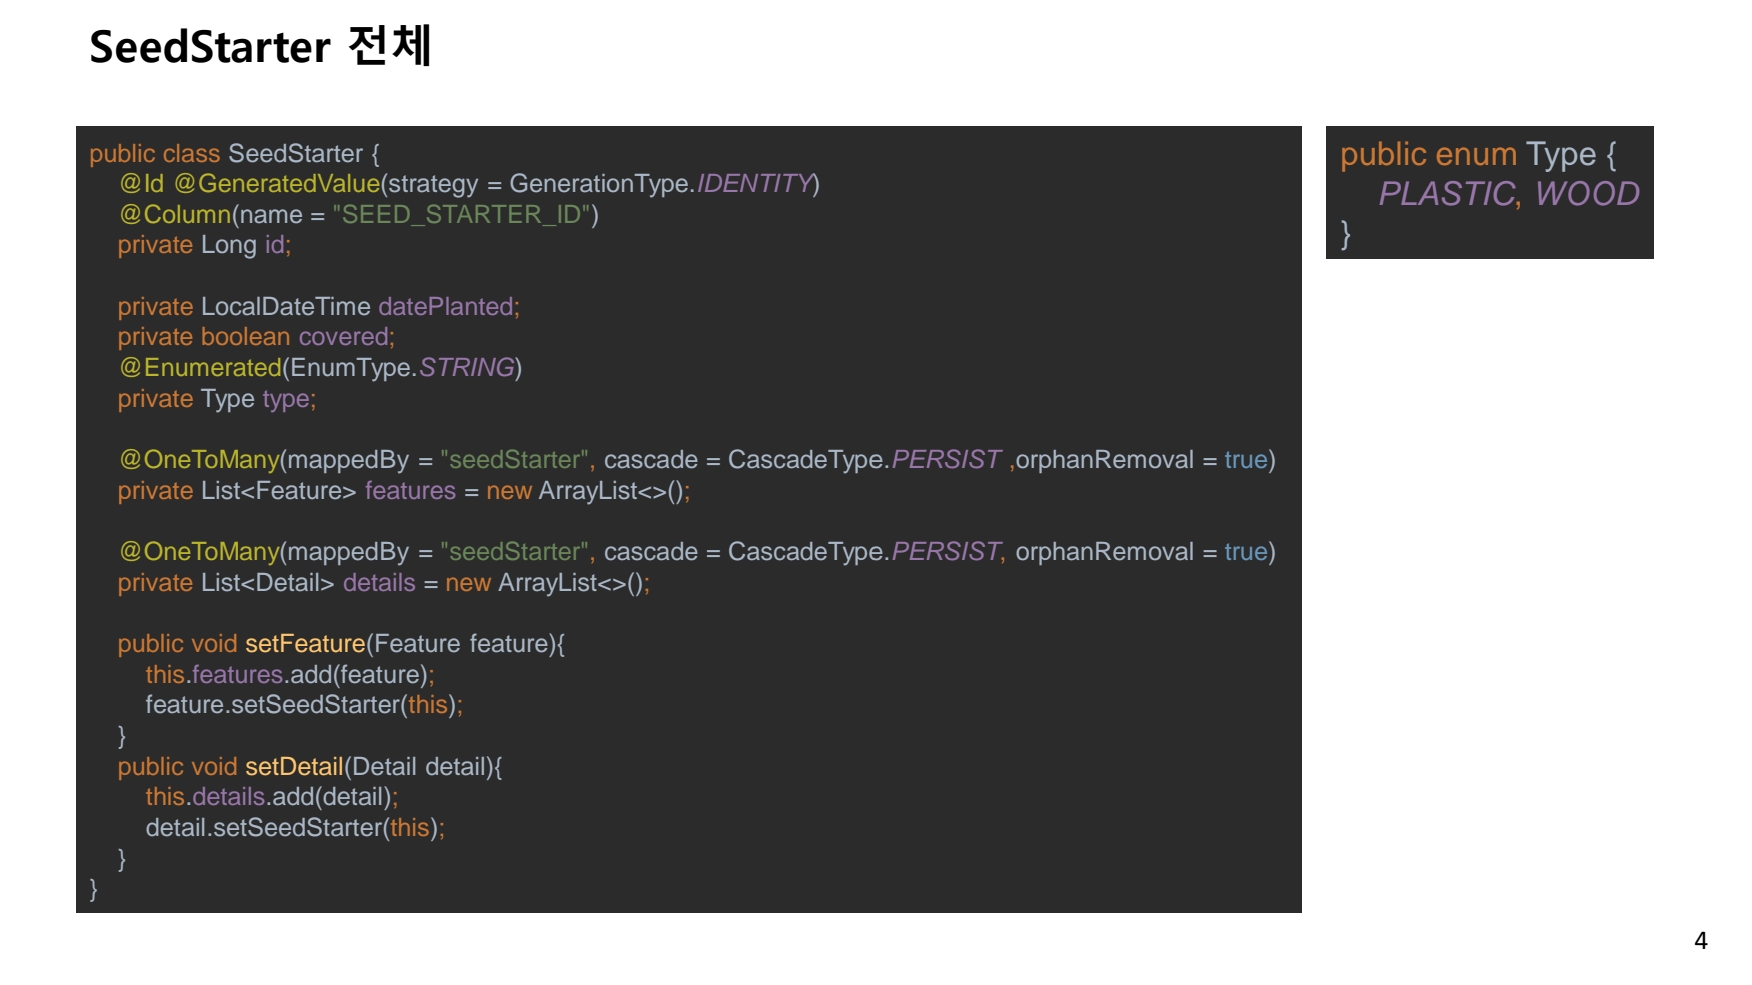 SeedStarter 전체
public class SeedStarter {
@Id @GeneratedValue(strategy = GenerationType.IDENTITY)
@Column(name = "SEED_STARTER_ID")
private Long id;
private LocalDateTime datePlanted;
private boolean covered;
@Enumerated(EnumType.STRING)
private Type type;
@OneToMany(mappedBy = "seedStarter", cascade = CascadeType.PERSIST ,orphanRemoval = true)
private List<Feature> features = new ArrayList<>();
@OneToMany(mappedBy = "seedStarter", cascade = CascadeType.PERSIST, orphanRemoval = true)
private List<Detail> details = new ArrayList<>();
public void setFeature(Feature feature){
this.features.add(feature);
feature.setSeedStarter(this);
}
public void setDetail(Detail detail){
this.details.add(detail);
detail.setSeedStarter(this);
}
}
public enum Type {
PLASTIC, WOOD
}
4